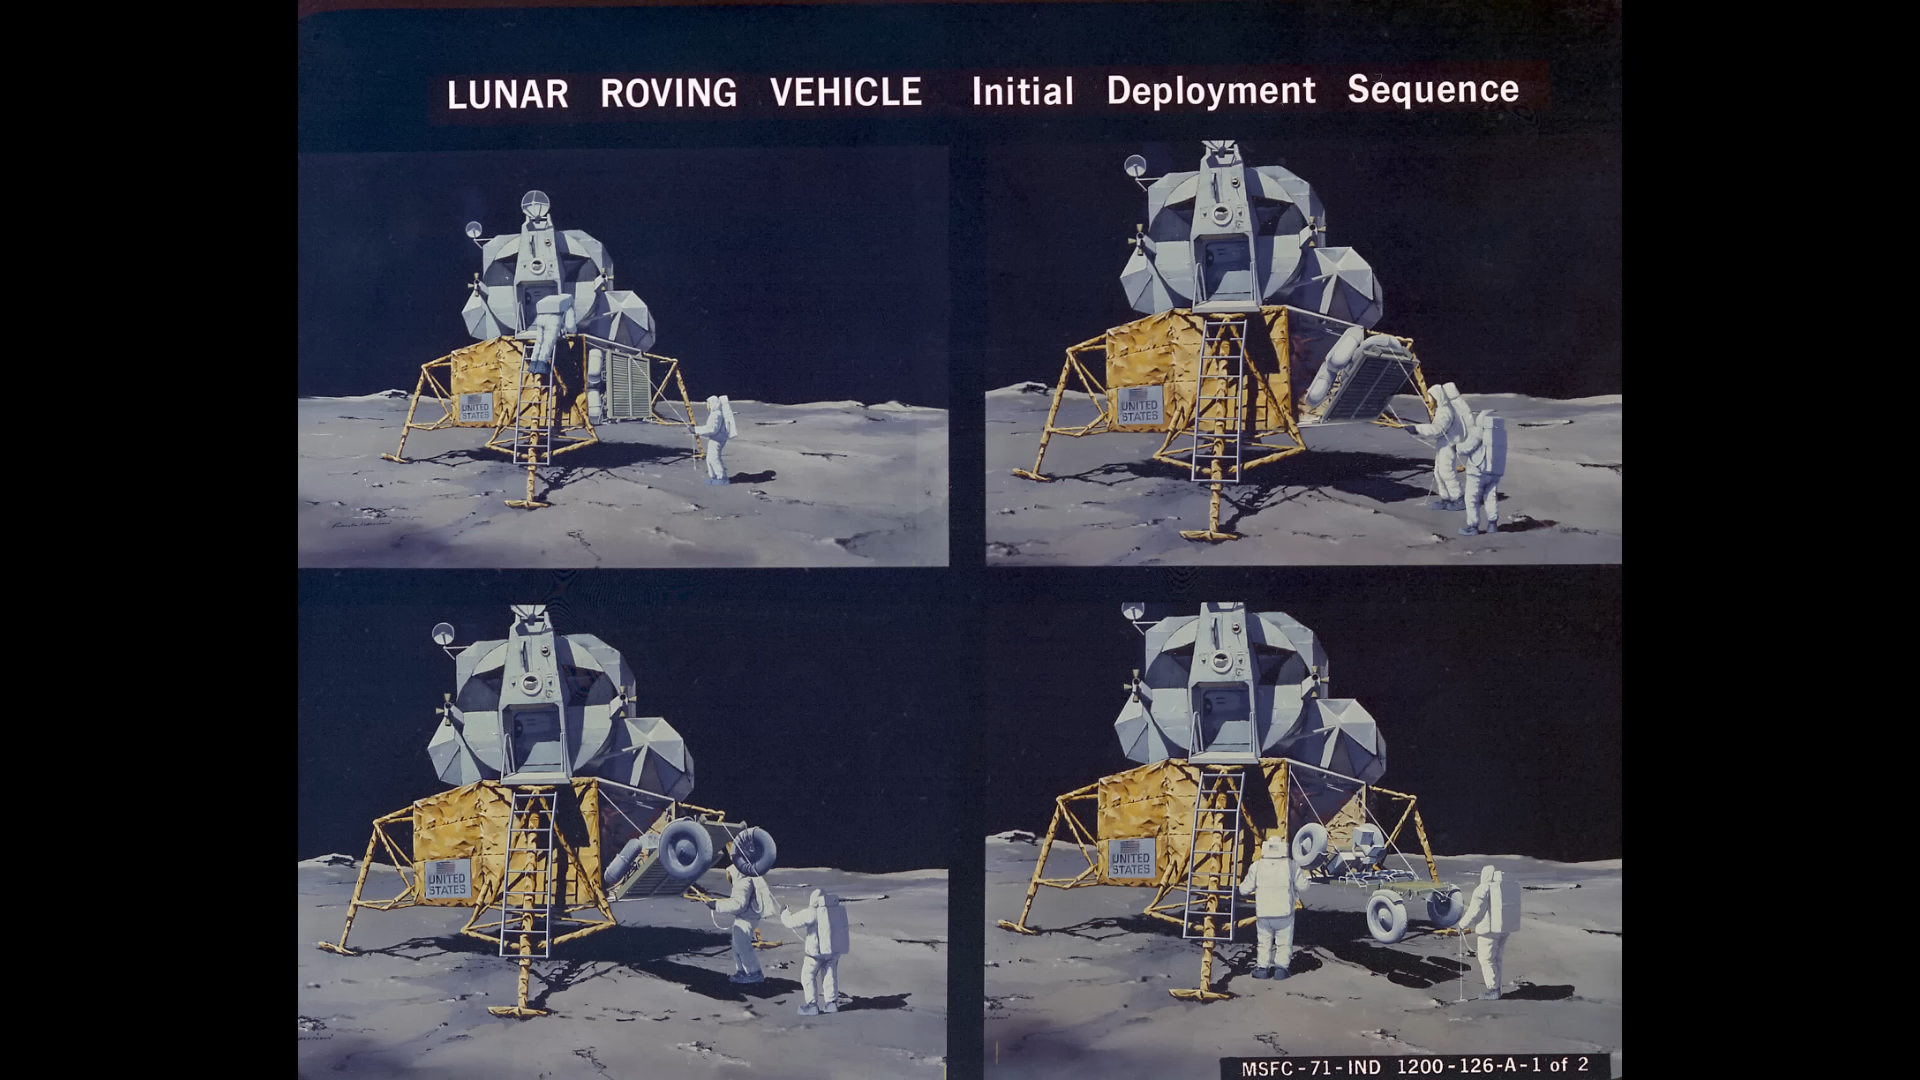 LUNAR ROVING VEHICLE Initial Deployment Sequence
UNITED
STATES
UNITED
STATES
UNITED
STATES
UNITED
STATES
MSFC-71-IND 1200-126-A-1 of 2